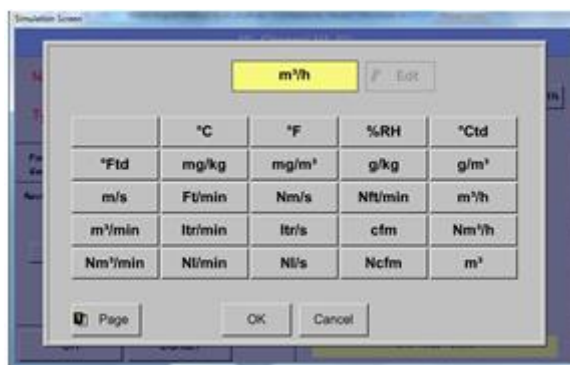 Simulation Screen
m³/h Edit
°C °F %RH °Ctd
°Ftd mg/kg mg/m³ g/kg g/m³
m/s Ft/min Nm/s Nft/min m³/h
m³/min ltr/min ltr/s cfm Nm³/h
Nm³/min Nl/min Nl/s Ncfm m³
Page OK Cancel